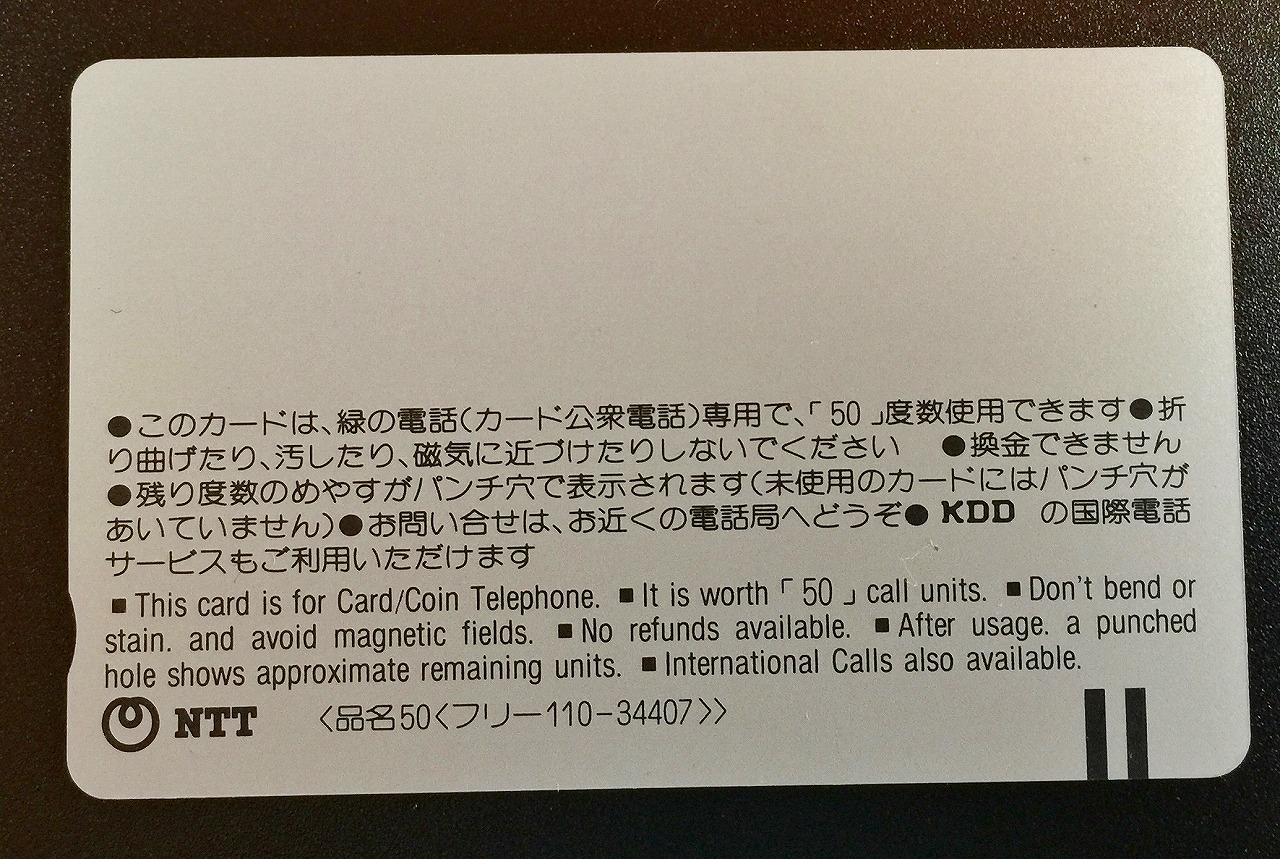 ●このカードは、緑の電話(カード公衆電話)専用で、「50」度数使用できます●折
り曲げたり、汚したり、磁気に近づけたりしないでください　●換金できません
●残り度数のめやすがパンチ穴で表示されます(未使用のカードにはパンチ穴が
あいていません)●お問い合せは、お近くの電話局へどうぞ● KDD の国際電話
サービスもご利用いただけます
■This card is for Card/Coin Telephone. ■It is worth「50」call units. ■Don't bend or
stain. and avoid magnetic fields. ■No refunds available. ■After usage. a punched
hole shows approximate remaining units. ■International Calls also available.
NTT 〈品名50〈フリー110-34407〉〉